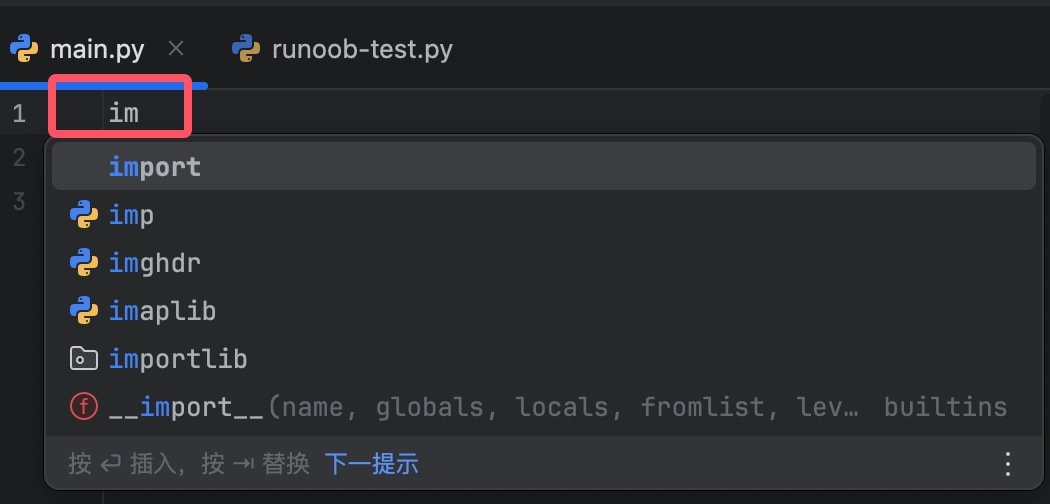 main.py × runoob-test.py
1 im
2
3
import
imp
imghdr
imaplib
importlib
f __import__(name, globals, locals, fromlist, lev… builtins
按 ↩ 插入, 按 ⇥ 替换 下一提示